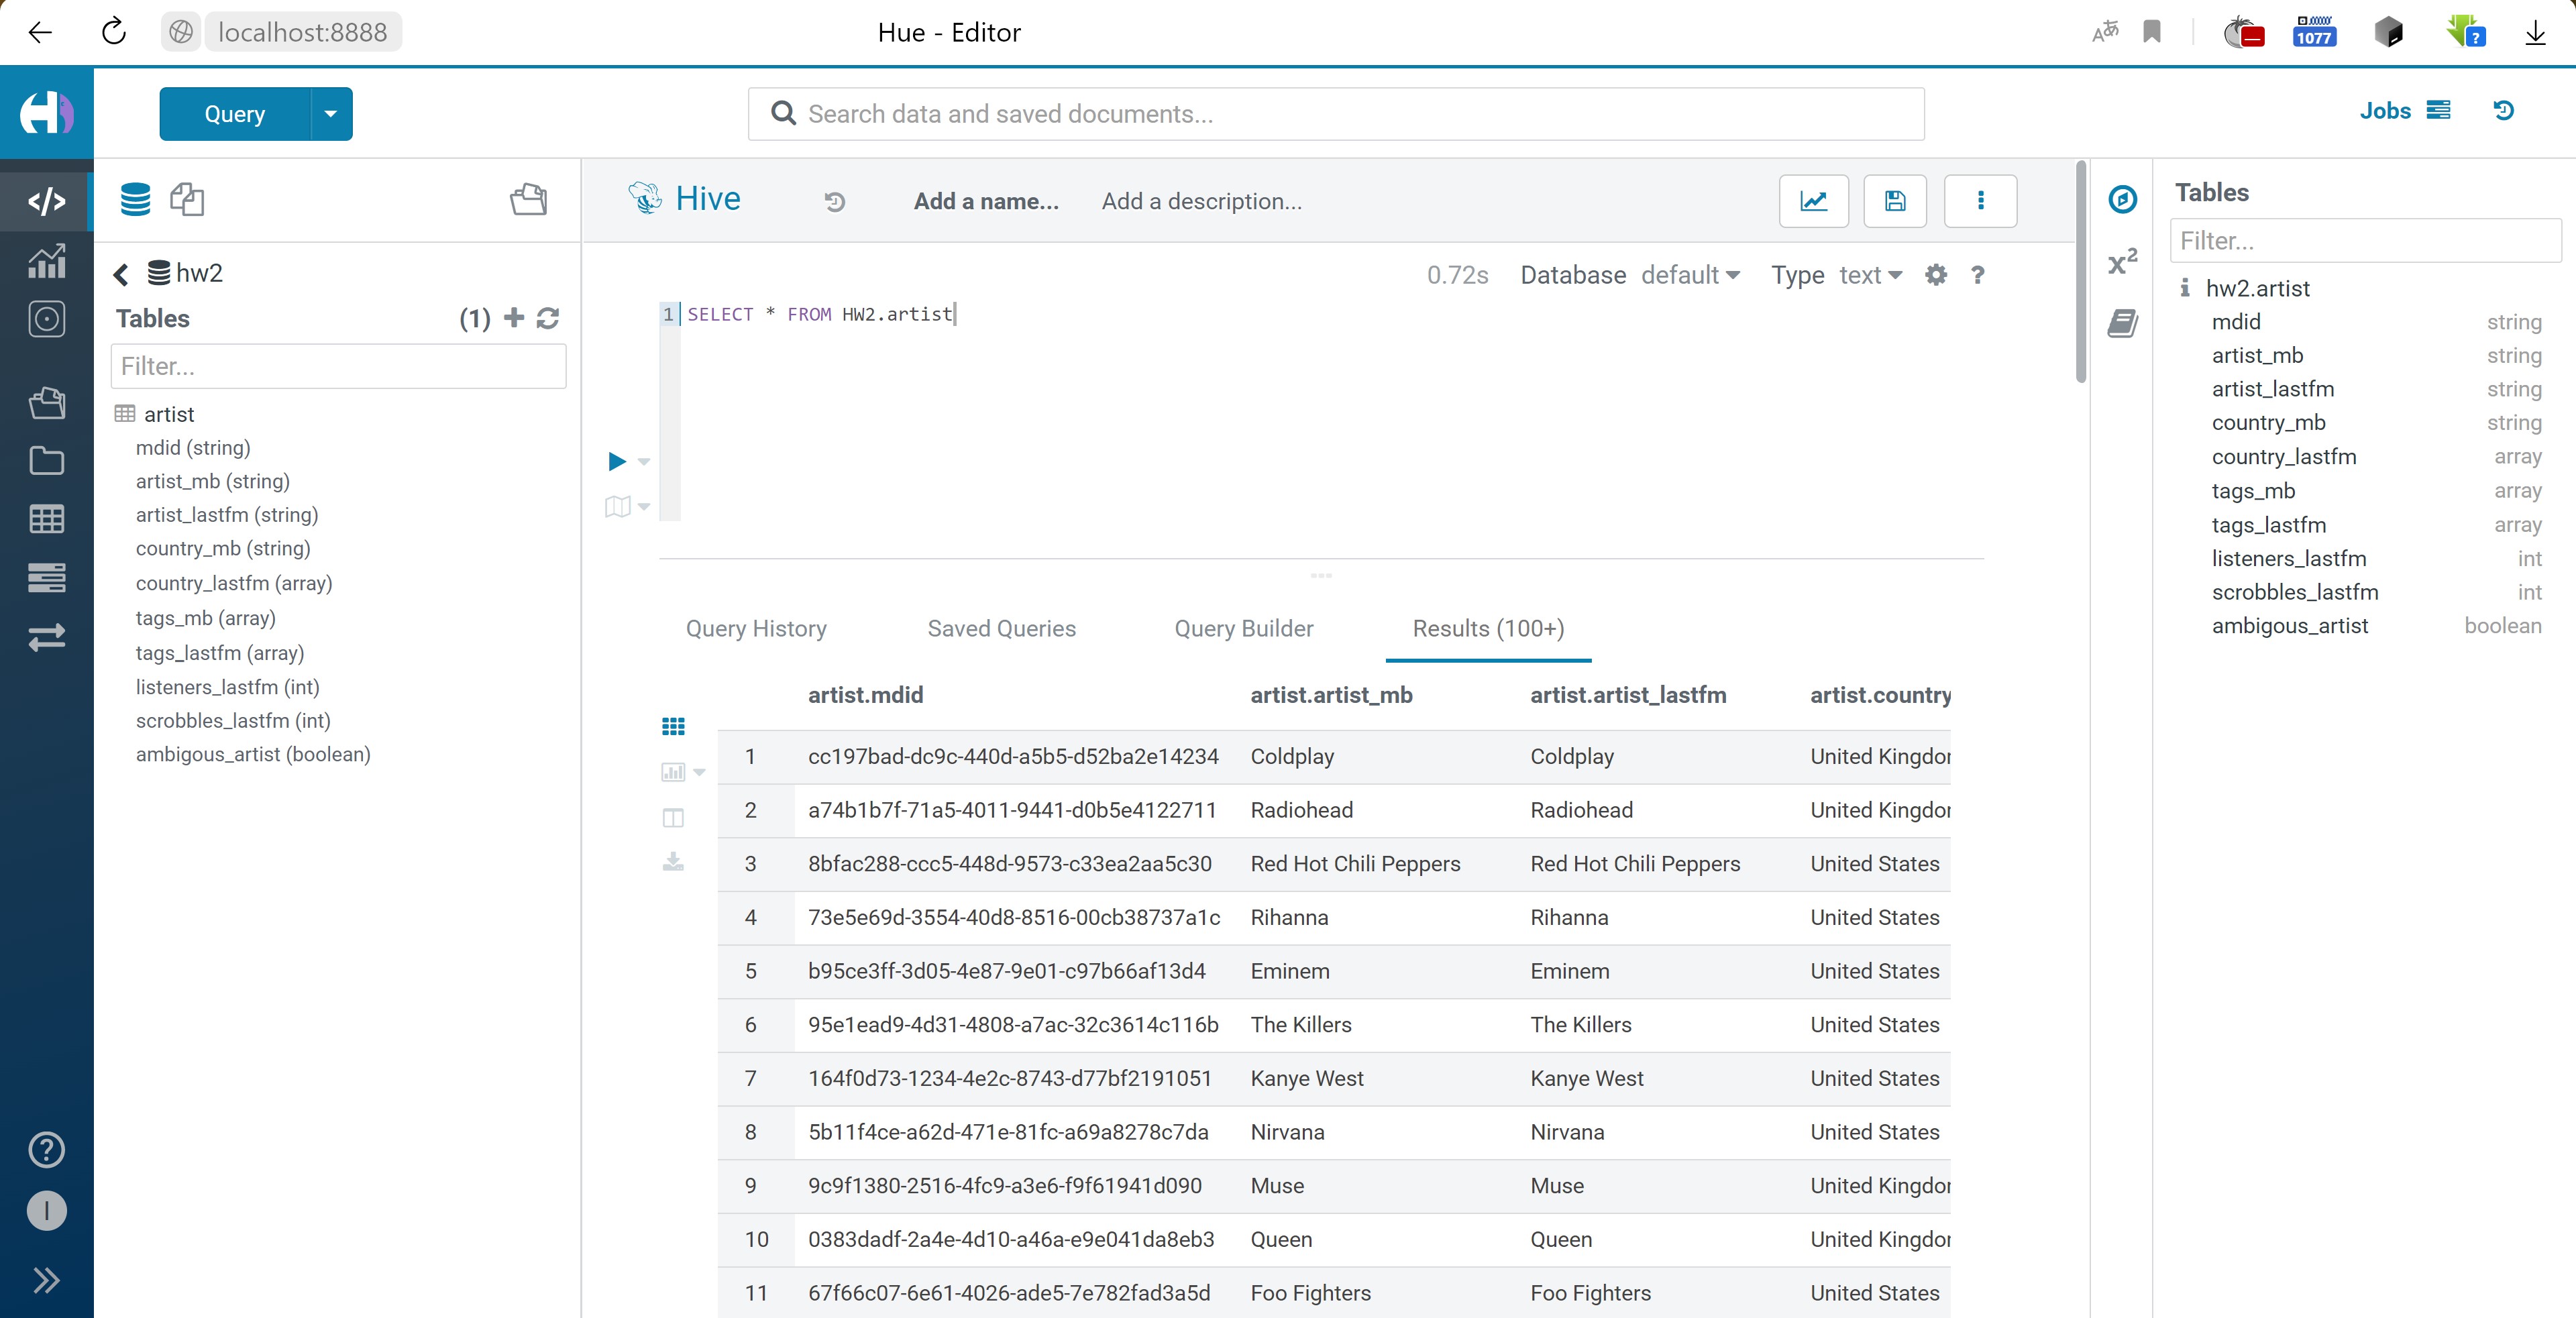 localhost:8888
Hue - Editor
1077
?
Query
Search data and saved documents...
Jobs
Hive
Add a name...
Add a description...
hw2
Tables
(1)
Filter...
artist
mdid (string)
artist_mb (string)
artist_lastfm (string)
country_mb (string)
country_lastfm (array)
tags_mb (array)
tags_lastfm (array)
listeners_lastfm (int)
scrobbles_lastfm (int)
ambigous_artist (boolean)
0.72s Database default Type text ?
1 SELECT * FROM HW2.artist
Query History Saved Queries Query Builder Results (100+)
artist.mdid artist.artist_mb artist.artist_lastfm artist.country
1 cc197bad-dc9c-440d-a5b5-d52ba2e14234 Coldplay Coldplay United Kingdor
2 a74b1b7f-71a5-4011-9441-d0b5e4122711 Radiohead Radiohead United Kingdor
3 8bfac288-ccc5-448d-9573-c33ea2aa5c30 Red Hot Chili Peppers Red Hot Chili Peppers United States
4 73e5e69d-3554-40d8-8516-00cb38737a1c Rihanna Rihanna United States
5 b95ce3ff-3d05-4e87-9e01-c97b66af13d4 Eminem Eminem United States
6 95e1ead9-4d31-4808-a7ac-32c3614c116b The Killers The Killers United States
7 164f0d73-1234-4e2c-8743-d77bf2191051 Kanye West Kanye West United States
8 5b11f4ce-a62d-471e-81fc-a69a8278c7da Nirvana Nirvana United States
9 9c9f1380-2516-4fc9-a3e6-f9f61941d090 Muse Muse United Kingdor
10 0383dadf-2a4e-4d10-a46a-e9e041da8eb3 Queen Queen United Kingdor
11 67f66c07-6e61-4026-ade5-7e782fad3a5d Foo Fighters Foo Fighters United States
x²
Tables
Filter...
hw2.artist
mdid string
artist_mb string
artist_lastfm string
country_mb string
country_lastfm array
tags_mb array
tags_lastfm array
listeners_lastfm int
scrobbles_lastfm int
ambigous_artist boolean
?
I